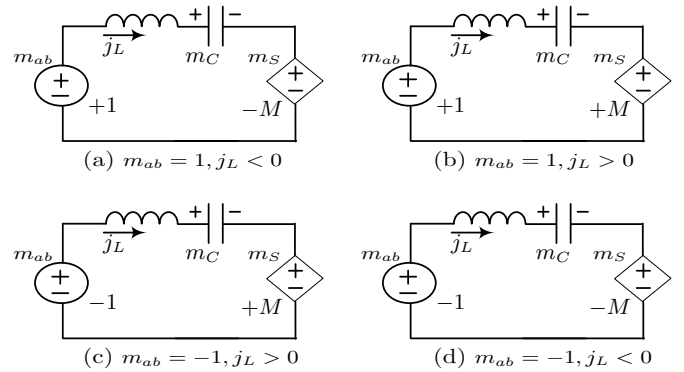 + −
m_ab j_L m_C m_S
+
−
+1
+
−
−M
(a) m_ab = 1, j_L < 0
+ −
m_ab j_L m_C m_S
+
−
+1
+
−
+M
(b) m_ab = 1, j_L > 0
+ −
m_ab j_L m_C m_S
+
−
−1
+
−
+M
(c) m_ab = −1, j_L > 0
+ −
m_ab j_L m_C m_S
+
−
−1
+
−
−M
(d) m_ab = −1, j_L < 0